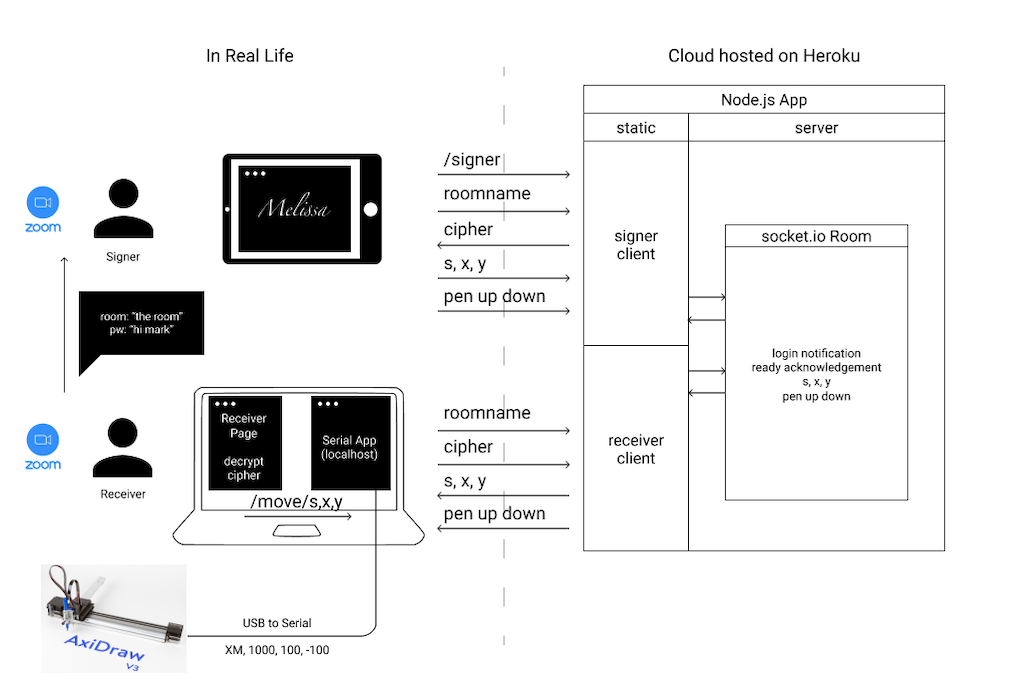 In Real Life
Cloud hosted on Heroku
Node.js App
static
server
/signer
roomname
cipher
s, x, y
pen up down
signer
client
socket.io Room
login notification
ready acknowledgement
s, x, y
pen up down
zoom
Signer
Melissa
room: “the room”
pw: “hi mark”
zoom
Receiver
Receiver
Page
decrypt
cipher
Serial App
(localhost)
/move/s,x,y
roomname
cipher
s, x, y
pen up down
receiver
client
AxiDraw
V3
USB to Serial
XM, 1000, 100, -100